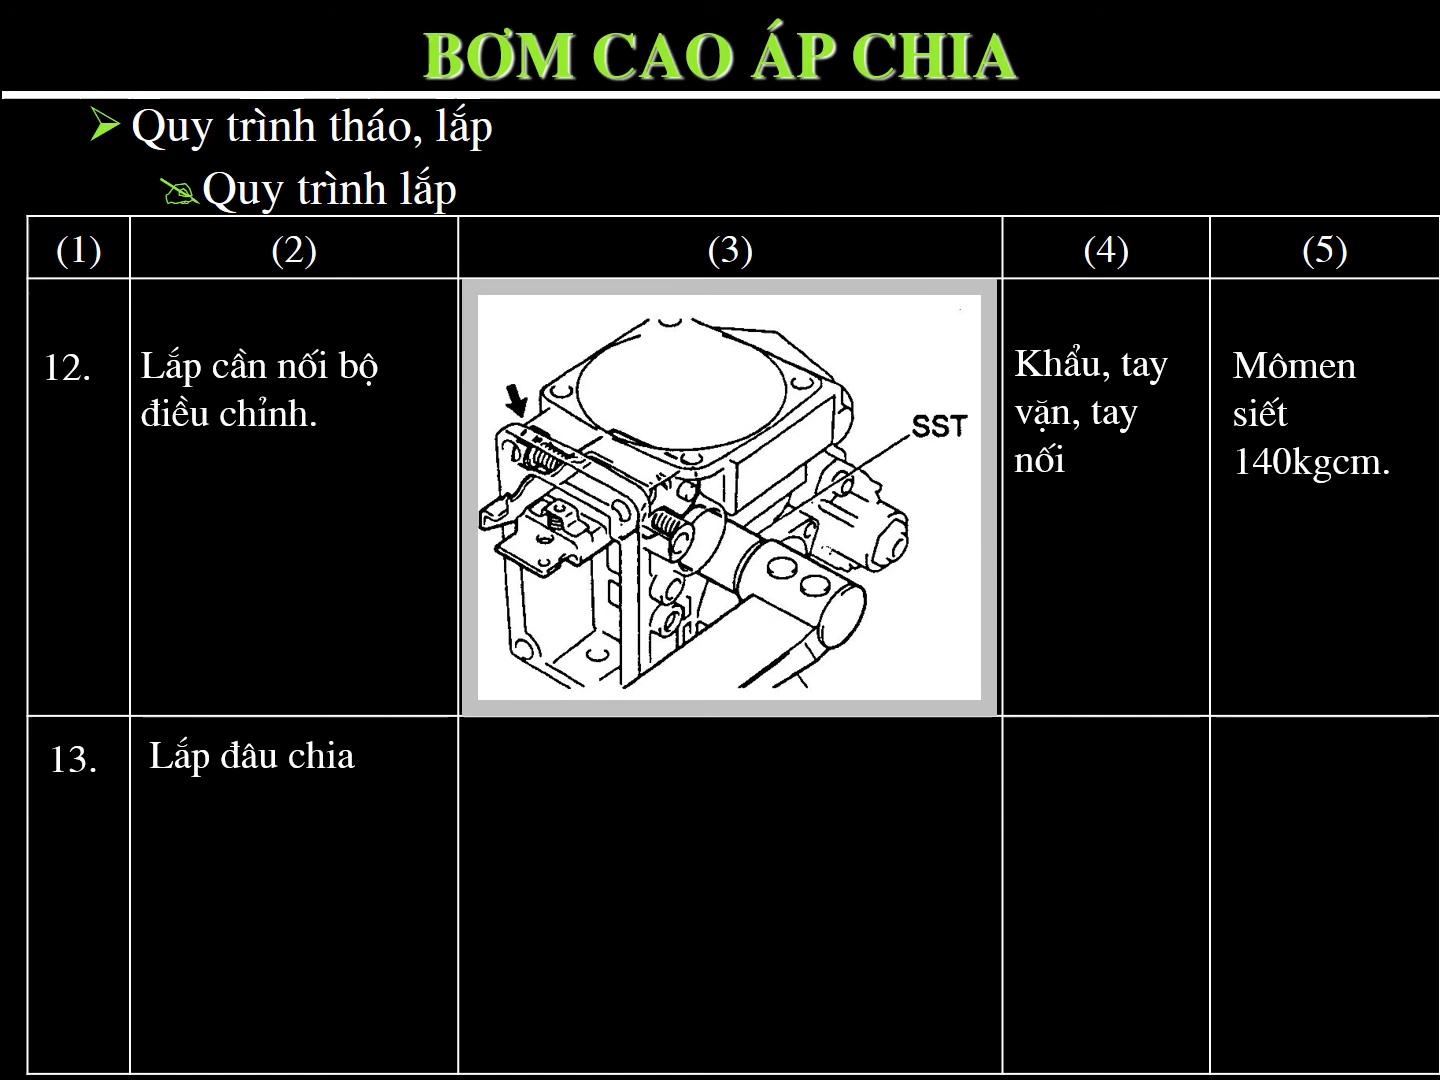 BƠM CAO ÁP CHIA
Quy trình tháo, lắp
Quy trình lắp
(1) (2) (3) (4) (5)
12.
Lắp cần nối bộ
điều chỉnh.
SST
Khẩu, tay
vặn, tay
nối
Mômen
siết
140kgcm.
13.
Lắp đâu chia